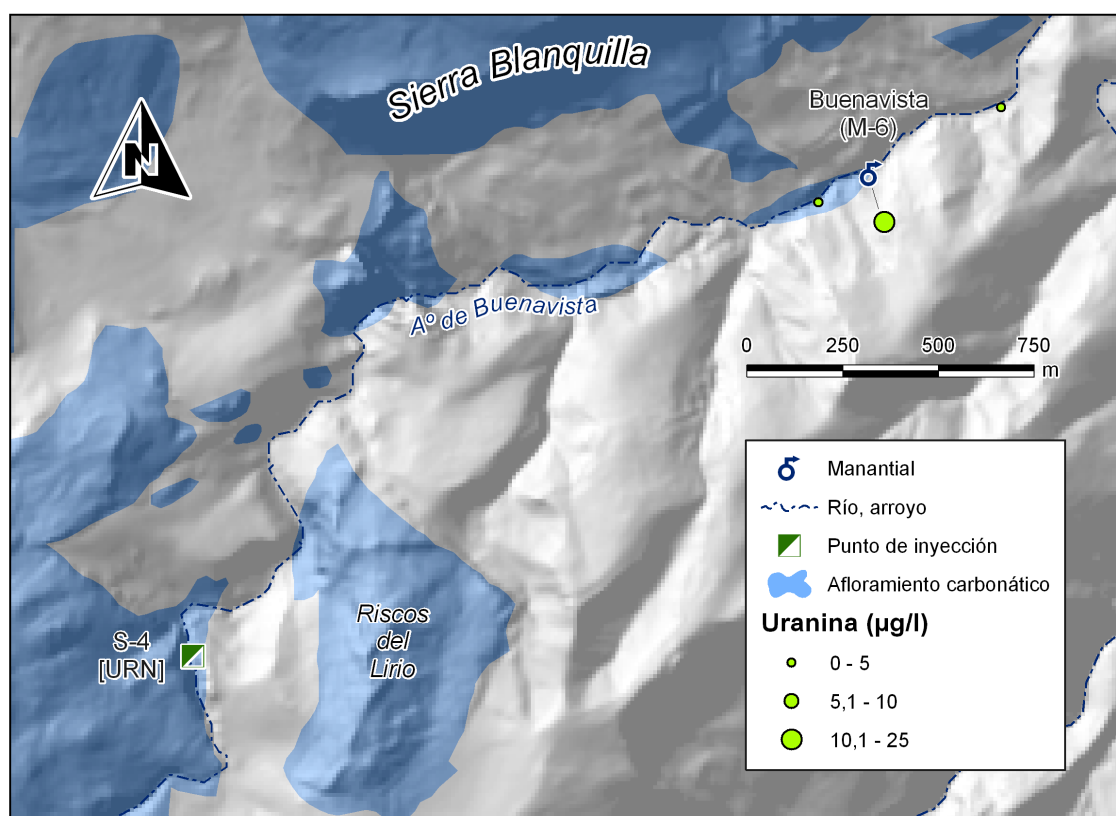 Sierra Blanquilla
Buenavista
(M-6)
N
Aº de Buenavista
0 250 500 750
m
Riscos
del
Lirio
S-4
[URN]
Manantial
Río, arroyo
Punto de inyección
Afloramiento carbonático
Uranina (µg/l)
0 - 5
5,1 - 10
10,1 - 25